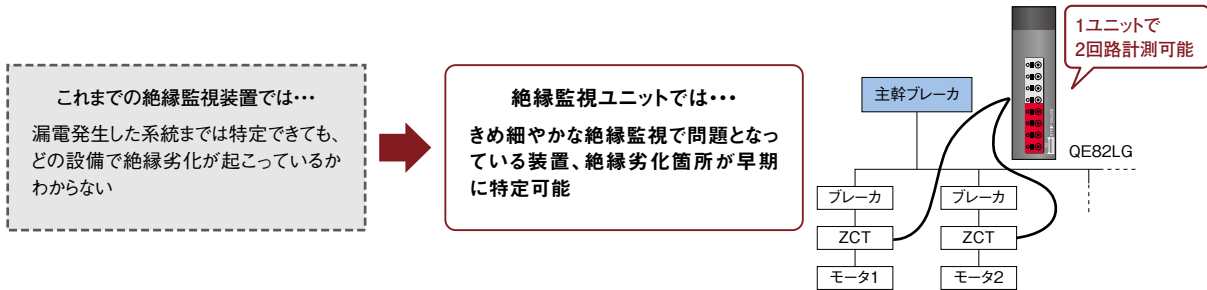 これまでの絶縁監視装置では…
漏電発生した系統までは特定できても、
どの設備で絶縁劣化が起こっているか
わからない
絶縁監視ユニットでは…
きめ細やかな絶縁監視で問題となっ
ている装置、絶縁劣化箇所が早期
に特定可能
1ユニットで
2回路計測可能
主幹ブレーカ
QE82LG
ブレーカ
ブレーカ
ZCT
ZCT
モータ1
モータ2